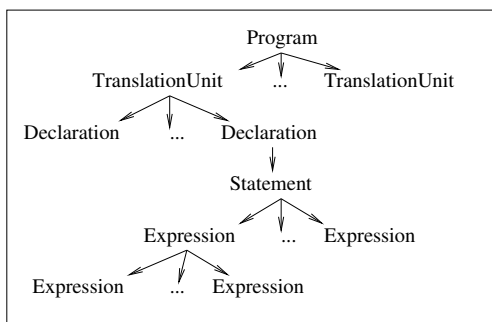 Program
TranslationUnit ... TranslationUnit
Declaration ... Declaration
Statement
Expression ... Expression
Expression ... Expression